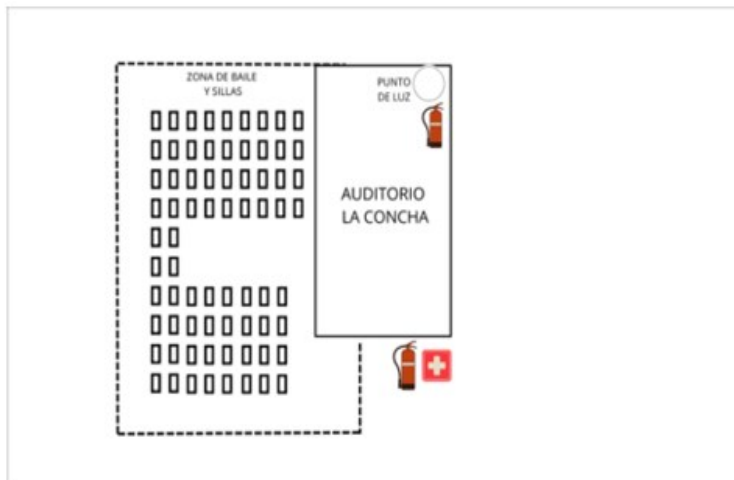 ZONA DE BAILE
Y SILLAS
PUNTO
DE LUZ
AUDITORIO
LA CONCHA